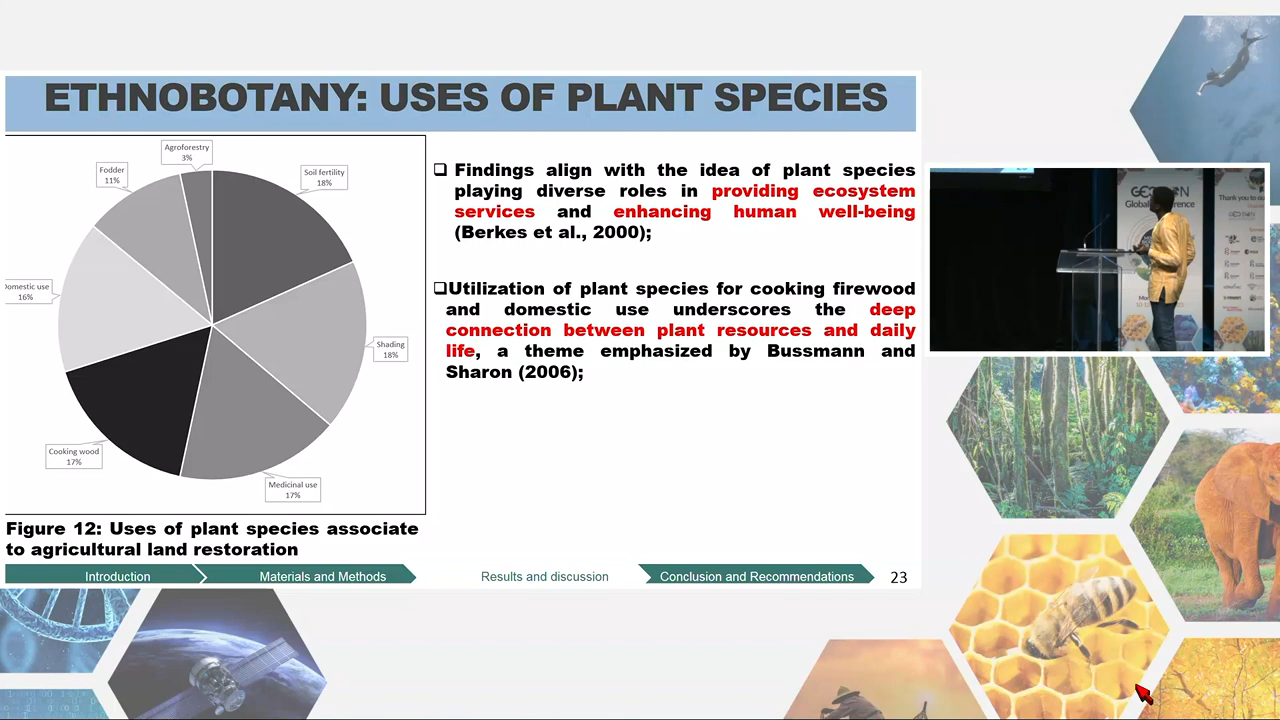 ETHNOBOTANY: USES OF PLANT SPECIES
Agroforestry
3%
Fodder
11%
Soil fertility
18%
Domestic use
16%
Shading
18%
Cooking wood
17%
Medicinal use
17%
Figure 12: Uses of plant species associate
to agricultural land restoration
❑ Findings align with the idea of plant species
playing diverse roles in providing ecosystem
services and enhancing human well-being
(Berkes et al., 2000);
❑Utilization of plant species for cooking firewood
and domestic use underscores the deep
connection between plant resources and daily
life, a theme emphasized by Bussmann and
Sharon (2006);
Introduction
Materials and Methods
Results and discussion
Conclusion and Recommendations
23
Thank you to ou